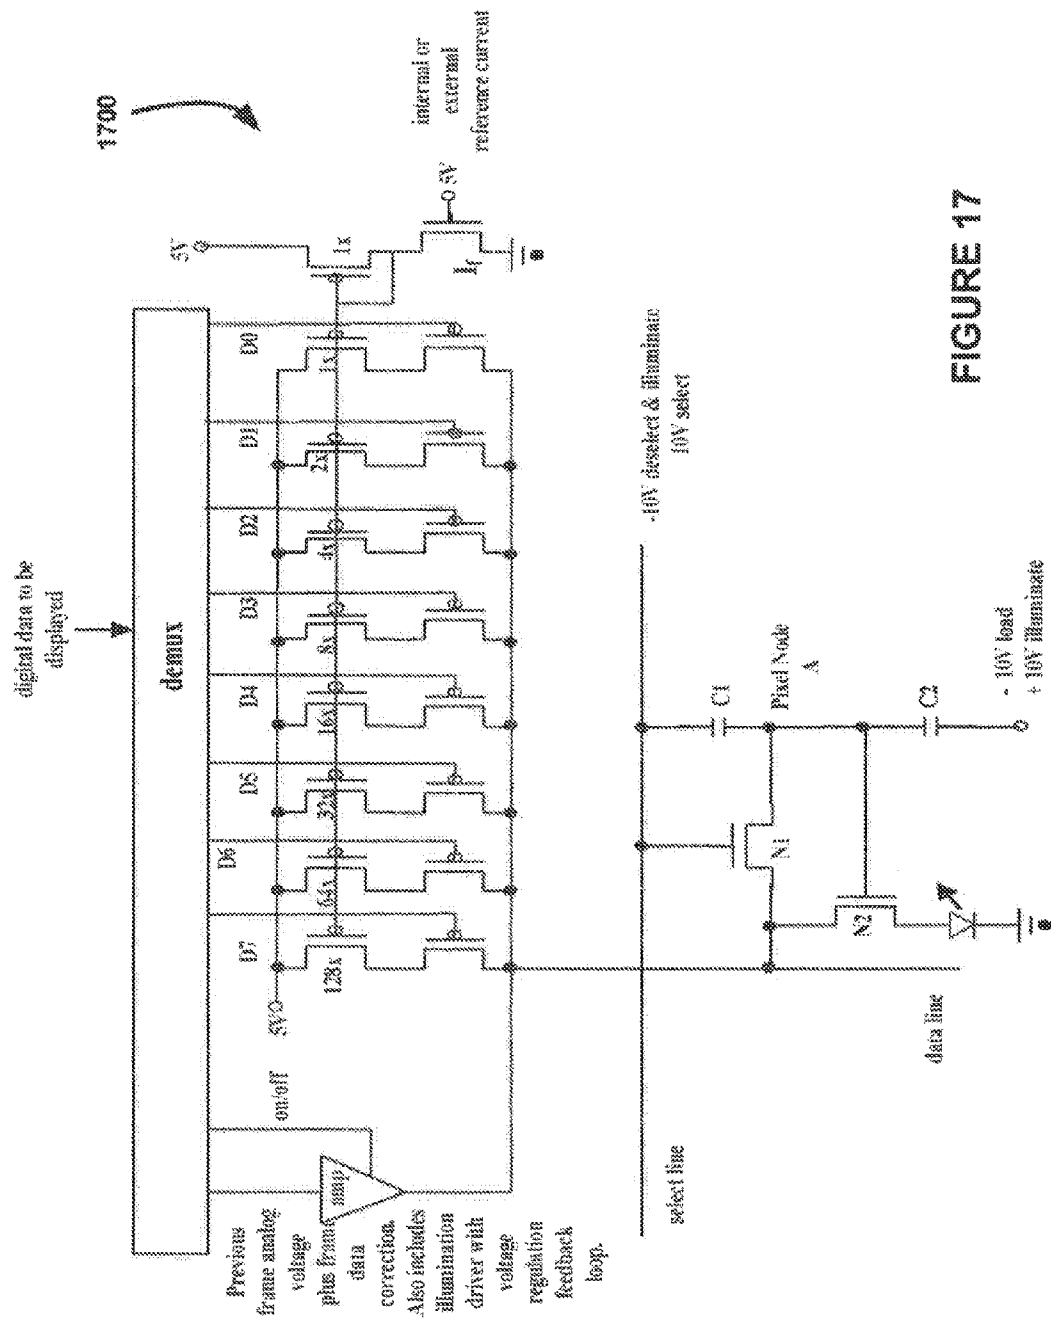 1700
digital data to be
displayed
demux
5V
D7
D6
D5
D4
D3
D2
D1
D0
on/off
5V
128x
64x
32x
16x
8x
4x
2x
1x
1x
internal or
external
reference current
5V
If
amp
Previous
frame analog
voltage
plus frame
data
correction.
Also includes
illumination
driver with
voltage
regulation
feedback
loop.
-10V deselect & illuminate
10V select
select line
C1
Pixel Node
A
N1
N2
C2
- 10V load
+ 10V illuminate
data line
FIGURE 17